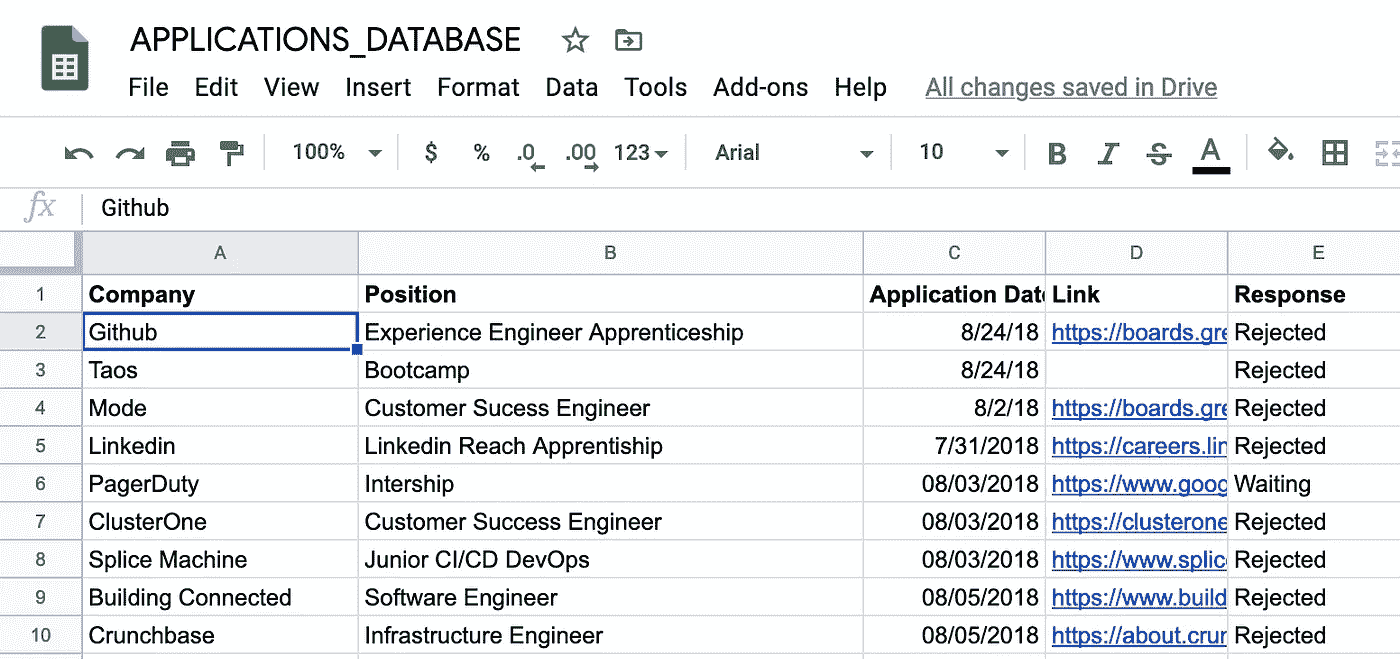 APPLICATIONS_DATABASE
File Edit View Insert Format Data Tools Add-ons Help All changes saved in Drive
100% $ % .0 .00 123 Arial 10 B I S A
fx Github
A B C D E
1 Company Position Application Date Link Response
2 Github Experience Engineer Apprenticeship 8/24/18 https://boards.gre Rejected
3 Taos Bootcamp 8/24/18 Rejected
4 Mode Customer Sucess Engineer 8/2/18 https://boards.gre Rejected
5 Linkedin Linkedin Reach Apprentiship 7/31/2018 https://careers.lin Rejected
6 PagerDuty Intership 08/03/2018 https://www.goog Waiting
7 ClusterOne Customer Success Engineer 08/03/2018 https://clusterone Rejected
8 Splice Machine Junior CI/CD DevOps 08/03/2018 https://www.splic Rejected
9 Building Connected Software Engineer 08/05/2018 https://www.build Rejected
10 Crunchbase Infrastructure Engineer 08/05/2018 https://about.crur Rejected